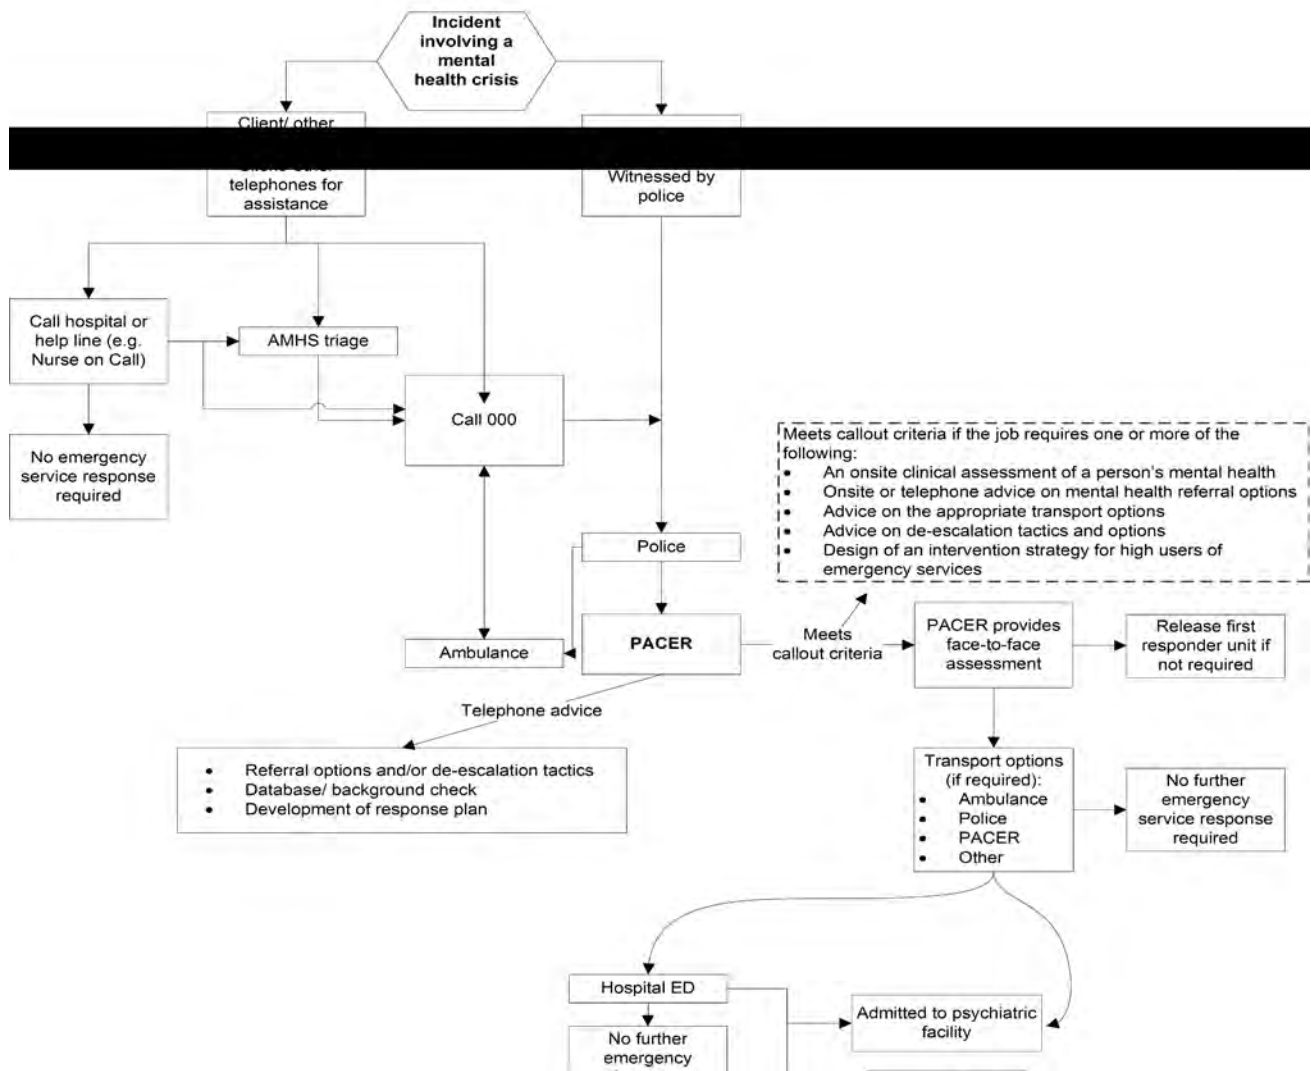 Incident
involving a
mental
health crisis
Client/ other
telephones for
assistance
Witnessed by
police
Call hospital or
help line (e.g.
Nurse on Call)
AMHS triage
Call 000
No emergency
service response
required
Meets callout criteria if the job requires one or more of the
following:
• An onsite clinical assessment of a person's mental health
• Onsite or telephone advice on mental health referral options
• Advice on the appropriate transport options
• Advice on de-escalation tactics and options
• Design of an intervention strategy for high users of
emergency services
Police
Ambulance
PACER
Meets
callout criteria
PACER provides
face-to-face
assessment
Release first
responder unit if
not required
Telephone advice
• Referral options and/or de-escalation tactics
• Database/ background check
• Development of response plan
Transport options
(if required):
• Ambulance
• Police
• PACER
• Other
No further
emergency
service response
required
Hospital ED
Admitted to psychiatric
facility
No further
emergency